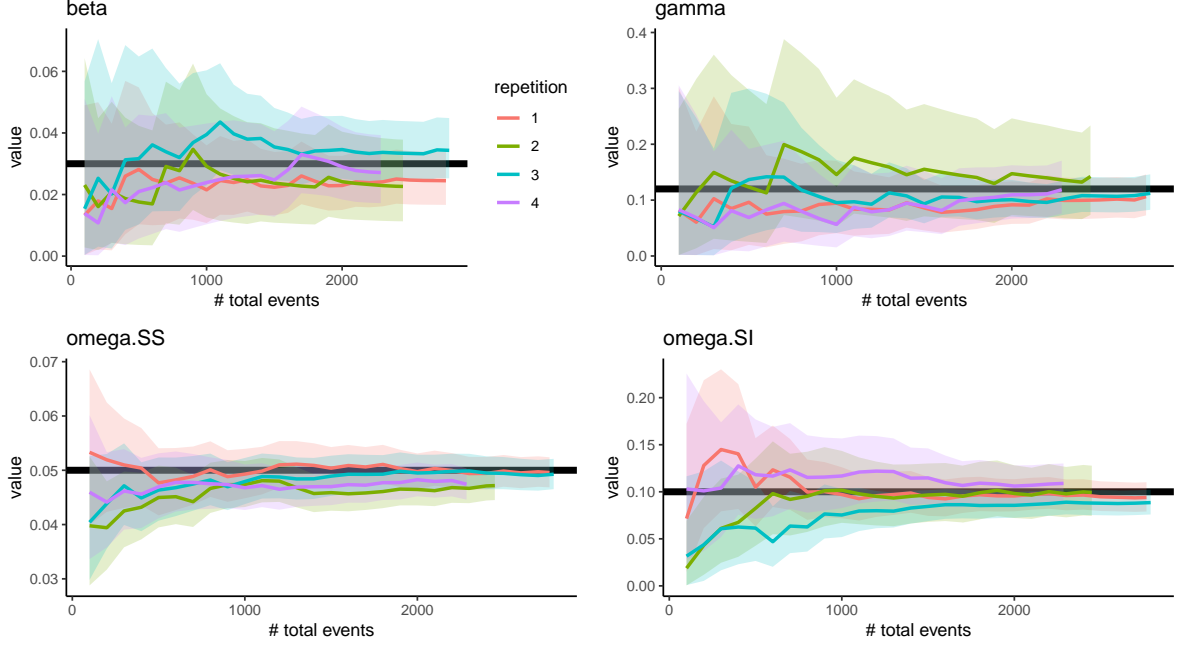 beta
value
0.06
0.04
0.02
0.00
0
1000
2000
# total events
repetition
1
2
3
4
gamma
value
0.4
0.3
0.2
0.1
0.0
0
1000
2000
# total events
omega.SS
value
0.07
0.06
0.05
0.04
0.03
0
1000
2000
# total events
omega.SI
value
0.20
0.15
0.10
0.05
0.00
0
1000
2000
# total events